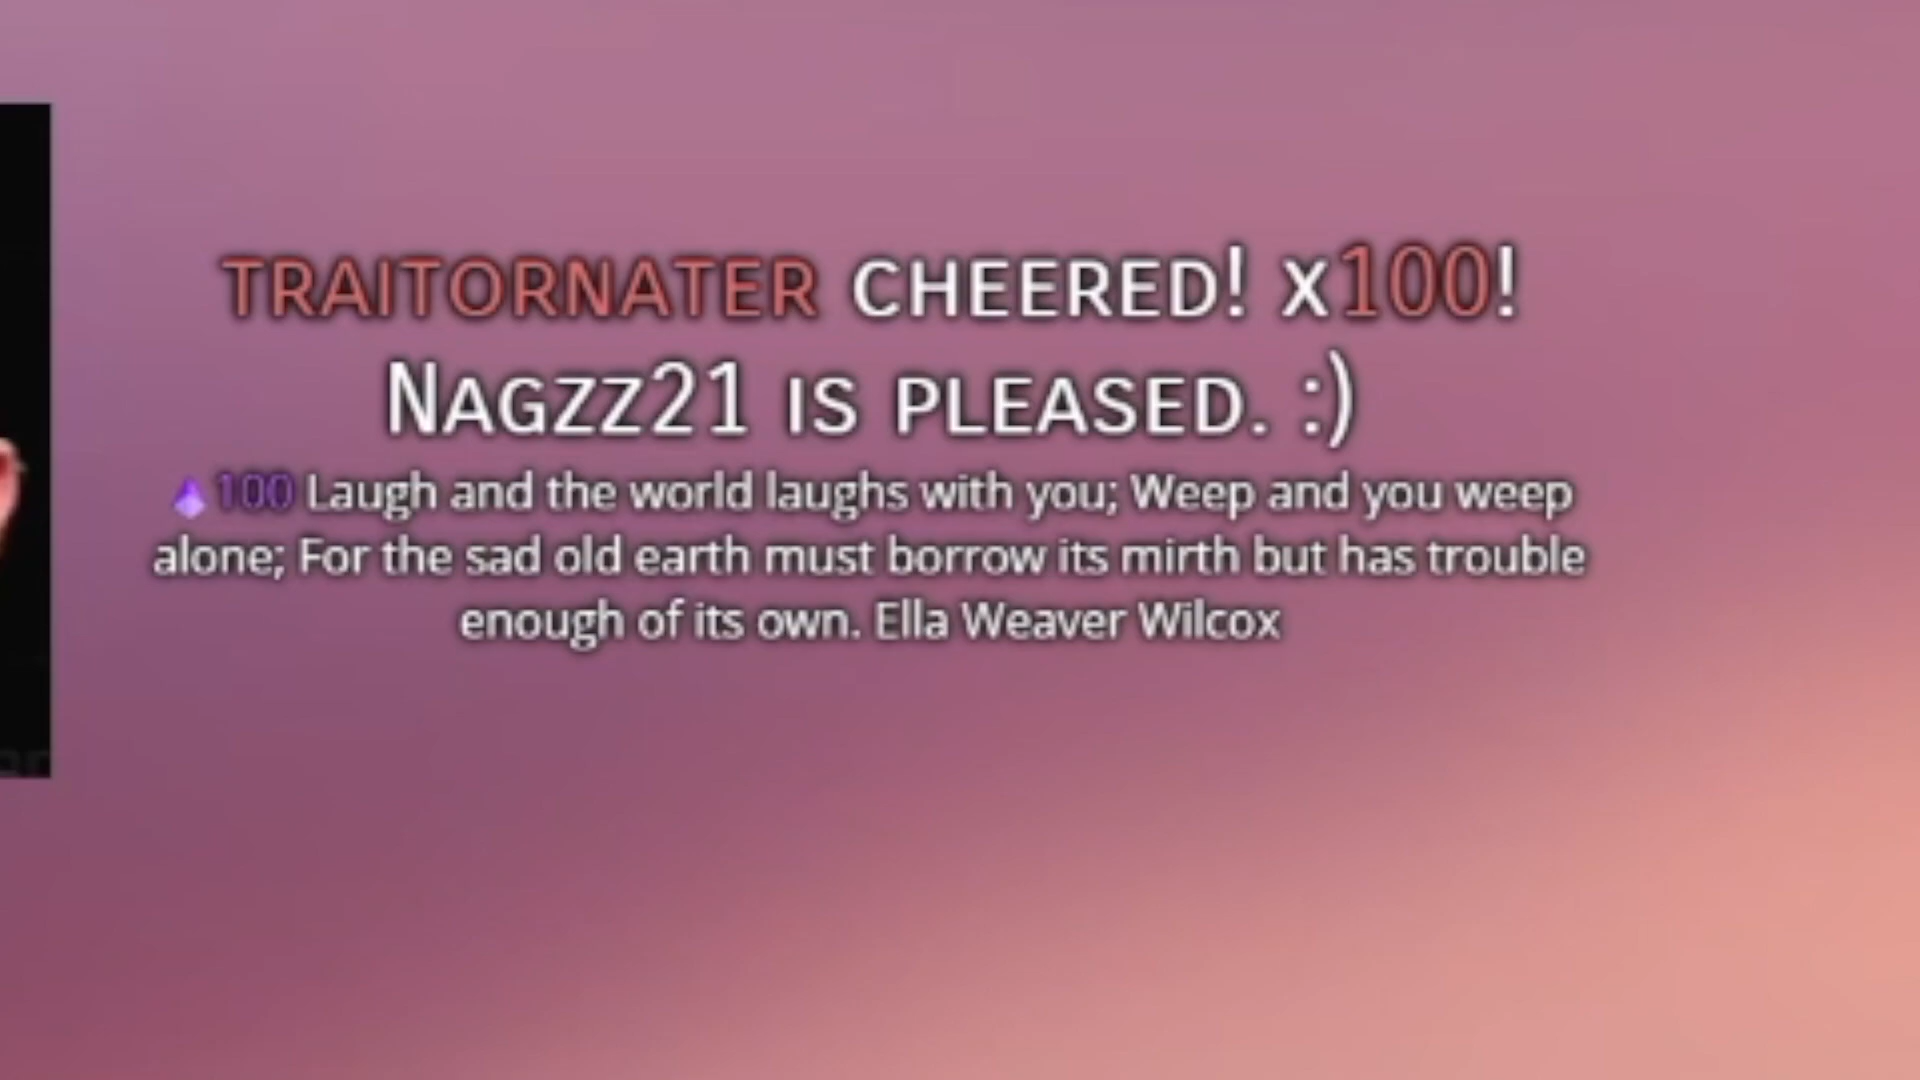 TRAITORNATER CHEERED! x100!
NAGZZ21 IS PLEASED. :)
100 Laugh and the world laughs with you; Weep and you weep
alone; For the sad old earth must borrow its mirth but has trouble
enough of its own. Ella Weaver Wilcox